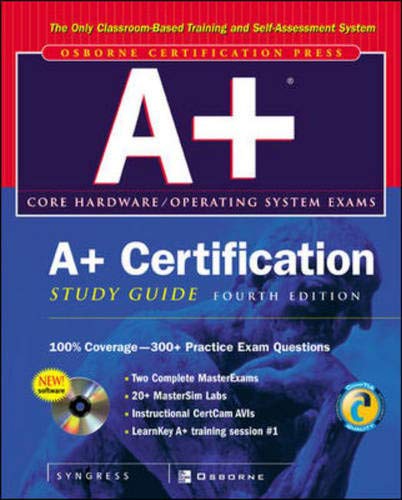 The Only Classroom-Based Training and Self-Assessment System
OSBORNE CERTIFICATION PRESS
A+®
CORE HARDWARE/OPERATING SYSTEM EXAMS
A+ Certification
STUDY GUIDE FOURTH EDITION
100% Coverage—300+ Practice Exam Questions
NEW!
software
• Two Complete MasterExams
• 20+ MasterSim Labs
• Instructional CertCam AVIs
• LearnKey A+ training session #1
CompTIA
QUALITY
SYNGRESS
OSBORNE